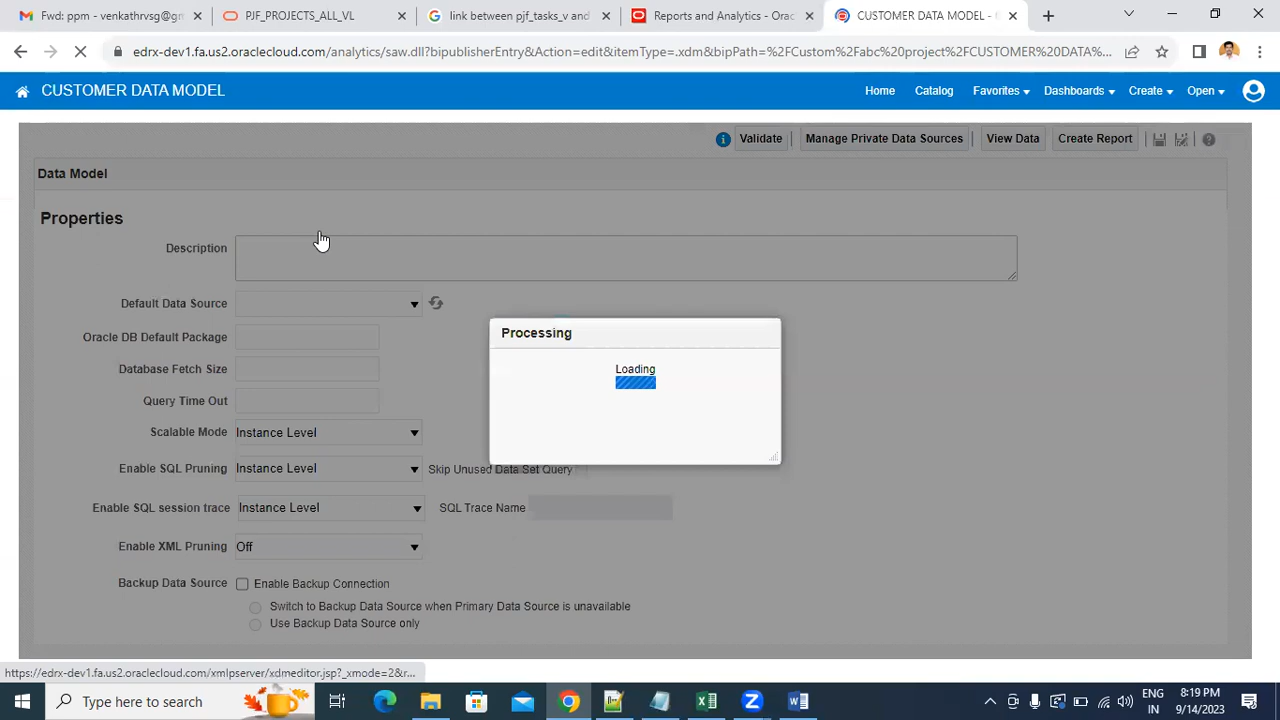 Fwd: ppm - venkathrvsg@gm
PJF_PROJECTS_ALL_VL
link between pjf_tasks_v and
Reports and Analytics - Orac
CUSTOMER DATA MODEL -
edrx-dev1.fa.us2.oraclecloud.com/analytics/saw.dll?bipublisherEntry&Action=edit&itemType=.xdm&bipPath=%2FCustom%2Fabc%20project%2FCUSTOMER%20DATA%...
CUSTOMER DATA MODEL
Home
Catalog
Favorites
Dashboards
Create
Open
Validate
Manage Private Data Sources
View Data
Create Report
Data Model
Properties
Description
Default Data Source
Oracle DB Default Package
Processing
Loading
Database Fetch Size
Query Time Out
Scalable Mode
Instance Level
Enable SQL Pruning
Instance Level
Skip Unused Data Set Query
Enable SQL session trace
Instance Level
SQL Trace Name
Enable XML Pruning
Off
Backup Data Source
Enable Backup Connection
Switch to Backup Data Source when Primary Data Source is unavailable
Use Backup Data Source only
https://edrx-dev1.fa.us2.oraclecloud.com/xmlpserver/xdmeditor.jsp?_xmode=2&r...
Type here to search
ENG
IN
8:19 PM
9/14/2023